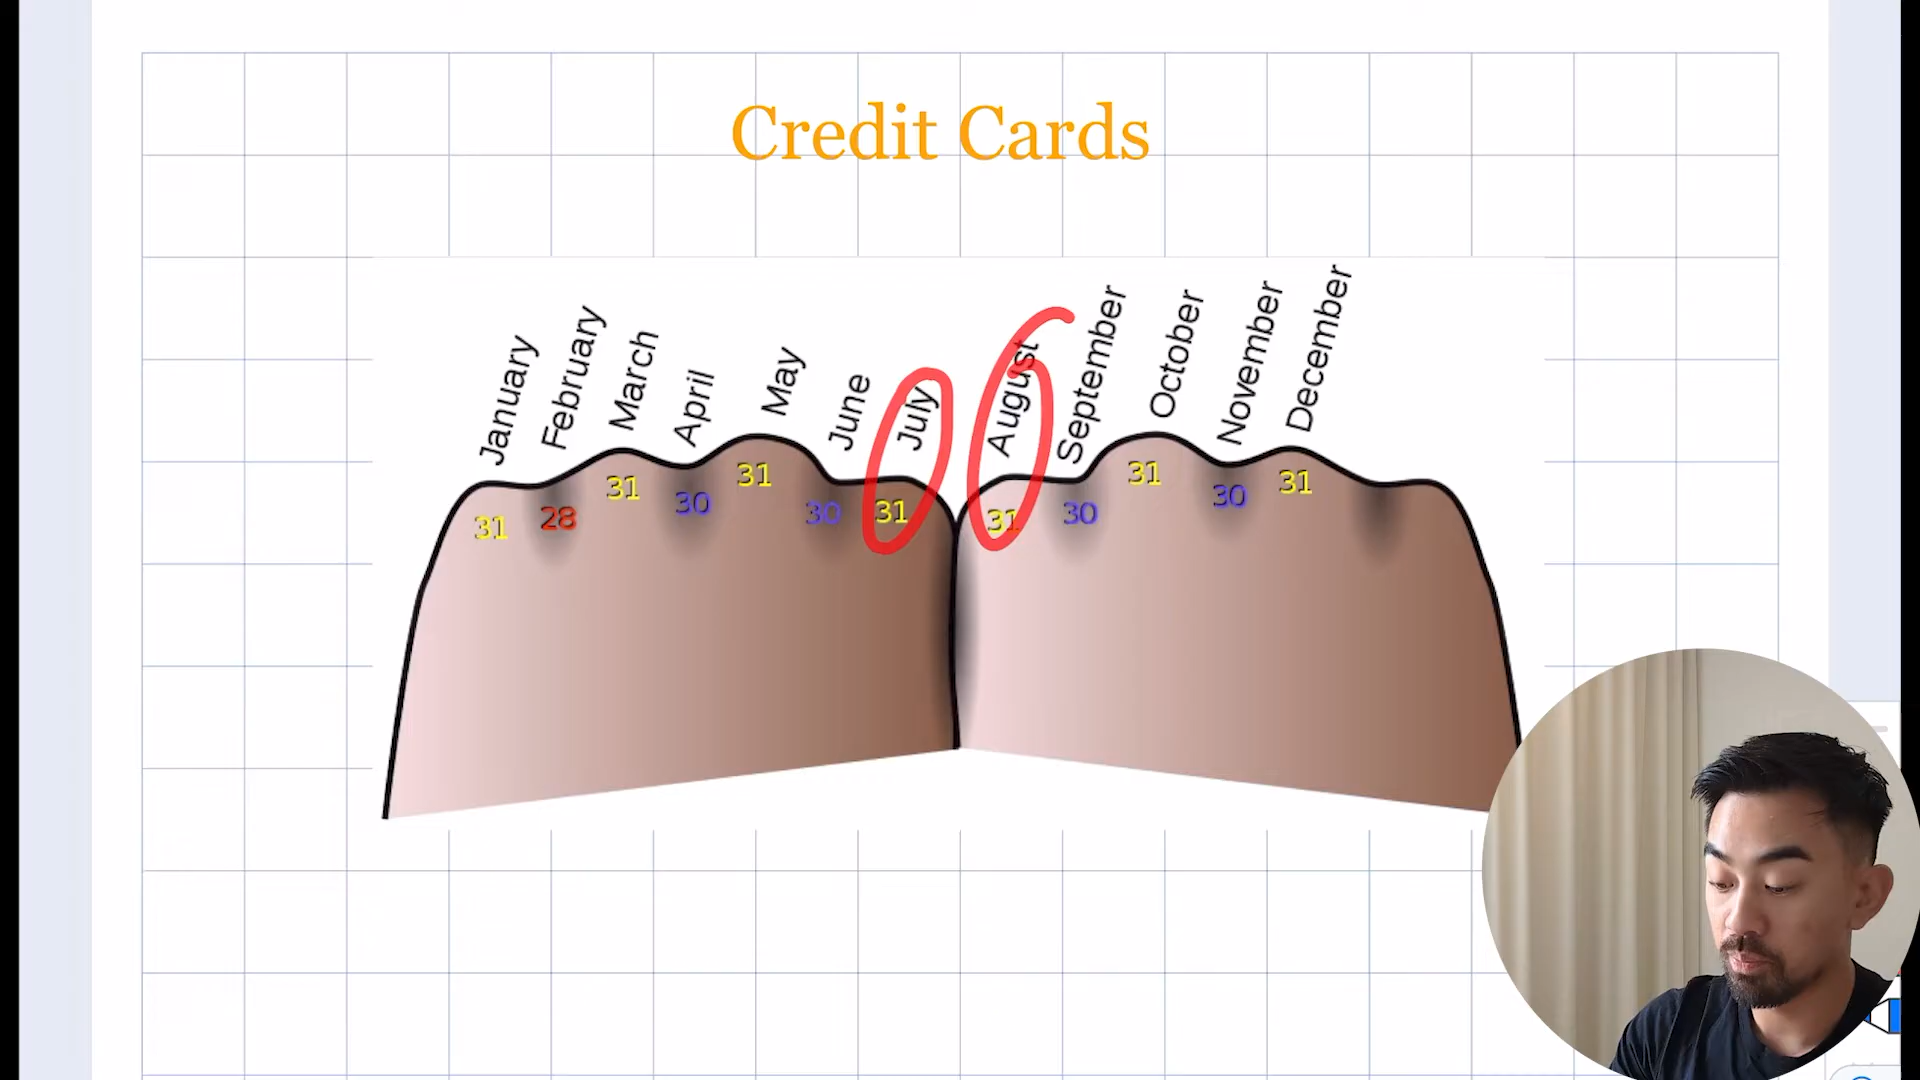 Credit Cards
January
February
March
April
May
June
July
August
September
October
November
December
31
28
31
30
31
30
31
31
30
31
30
31